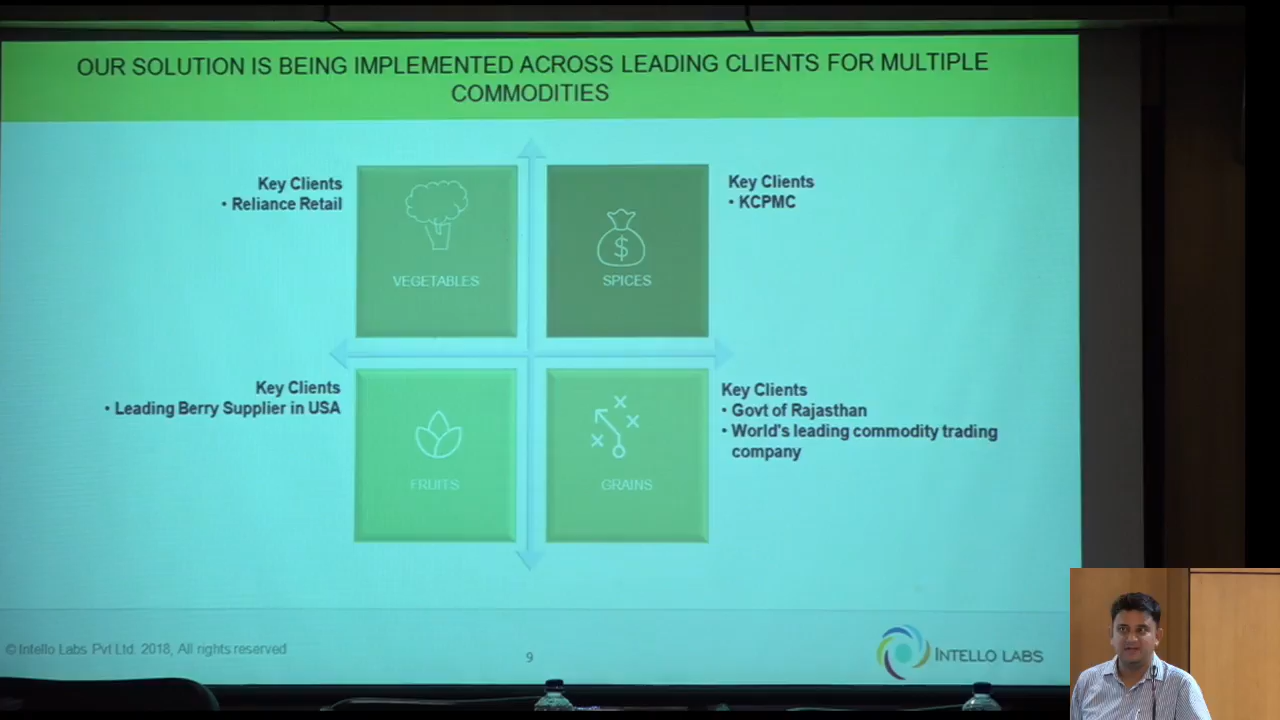 OUR SOLUTION IS BEING IMPLEMENTED ACROSS LEADING CLIENTS FOR MULTIPLE
COMMODITIES
Key Clients
• Reliance Retail
VEGETABLES
$
SPICES
Key Clients
• KCPMC
Key Clients
• Leading Berry Supplier in USA
FRUITS
GRAINS
Key Clients
• Govt of Rajasthan
• World's leading commodity trading
company
© Intello Labs Pvt Ltd. 2018, All rights reserved
9
INTELLO LABS